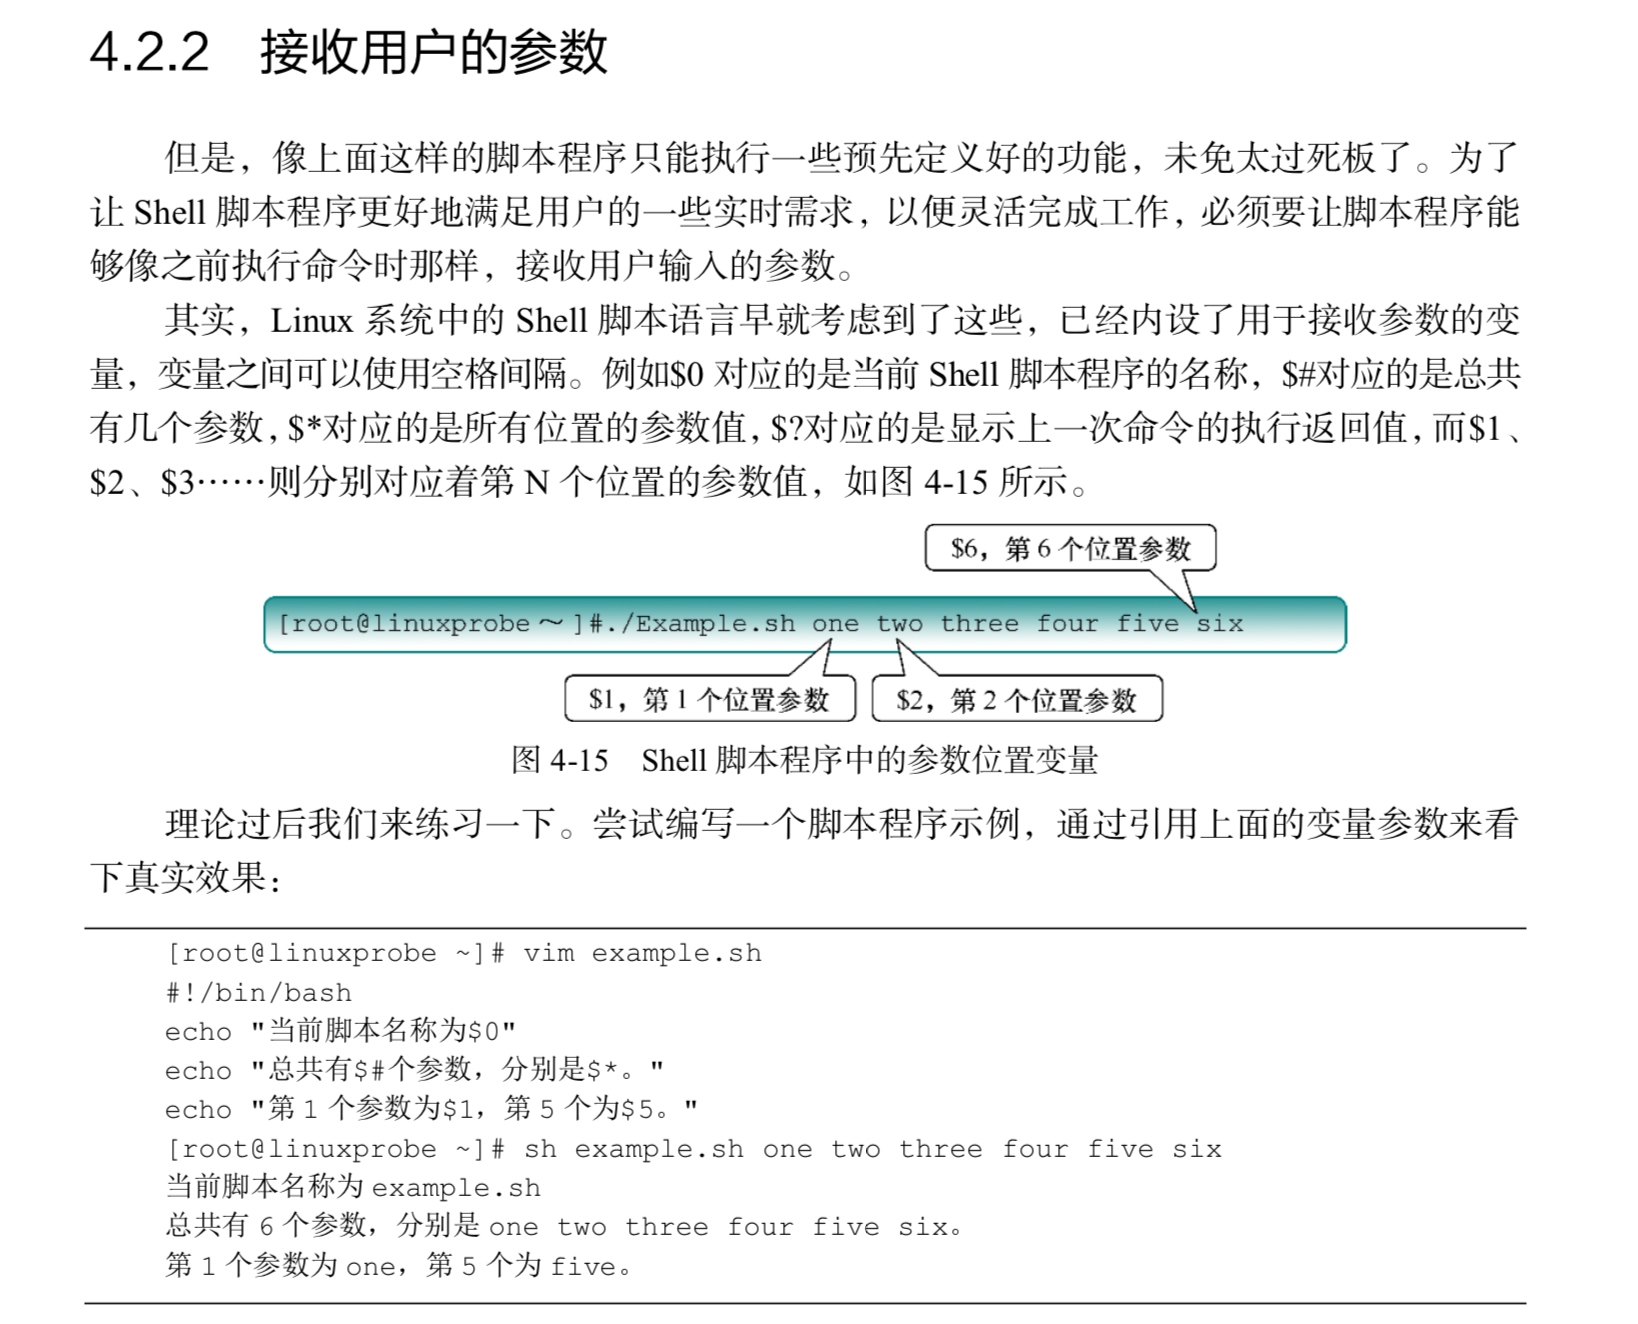 4.2.2 接收用户的参数
但是，像上面这样的脚本程序只能执行一些预先定义好的功能，未免太过死板了。为了
让 Shell 脚本程序更好地满足用户的一些实时需求，以便灵活完成工作，必须要让脚本程序能
够像之前执行命令时那样，接收用户输入的参数。
其实，Linux 系统中的 Shell 脚本语言早就考虑到了这些，已经内设了用于接收参数的变
量，变量之间可以使用空格间隔。例如$0 对应的是当前 Shell 脚本程序的名称，$#对应的是总共
有几个参数，$*对应的是所有位置的参数值，$?对应的是显示上一次命令的执行返回值，而$1、
$2、$3……则分别对应着第 N 个位置的参数值，如图 4-15 所示。
$6，第 6 个位置参数
[root@linuxprobe～]#./Example.sh one two three four five six
$1，第 1 个位置参数
$2，第 2 个位置参数
图 4-15 Shell 脚本程序中的参数位置变量
理论过后我们来练习一下。尝试编写一个脚本程序示例，通过引用上面的变量参数来看
下真实效果：
[root@linuxprobe ~]# vim example.sh
#!/bin/bash
echo "当前脚本名称为$0"
echo "总共有$#个参数，分别是$*。"
echo "第 1 个参数为$1，第 5 个为$5。"
[root@linuxprobe ~]# sh example.sh one two three four five six
当前脚本名称为 example.sh
总共有 6 个参数，分别是 one two three four five six。
第 1 个参数为 one，第 5 个为 five。